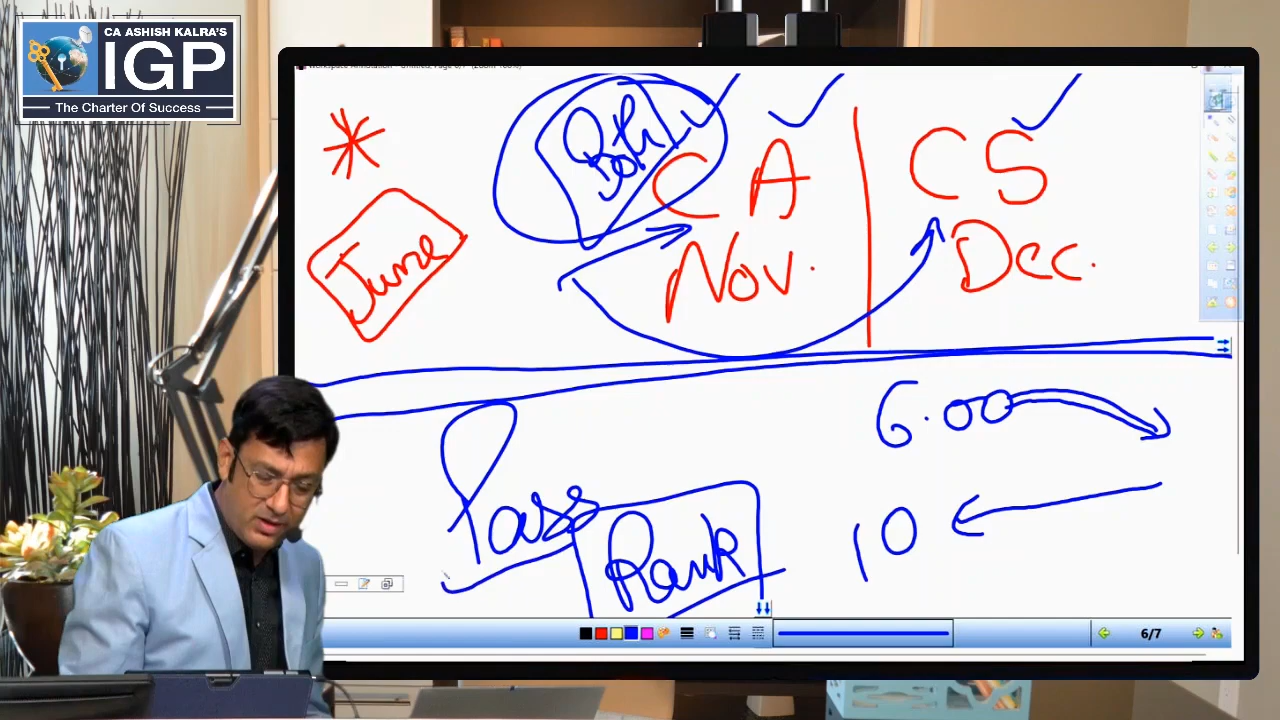 CA ASHISH KALRA'S
IGP
The Charter Of Success
Both
C A
CS
June
Nov.
Dec.
6.00
Pass
Rank
10
6/7